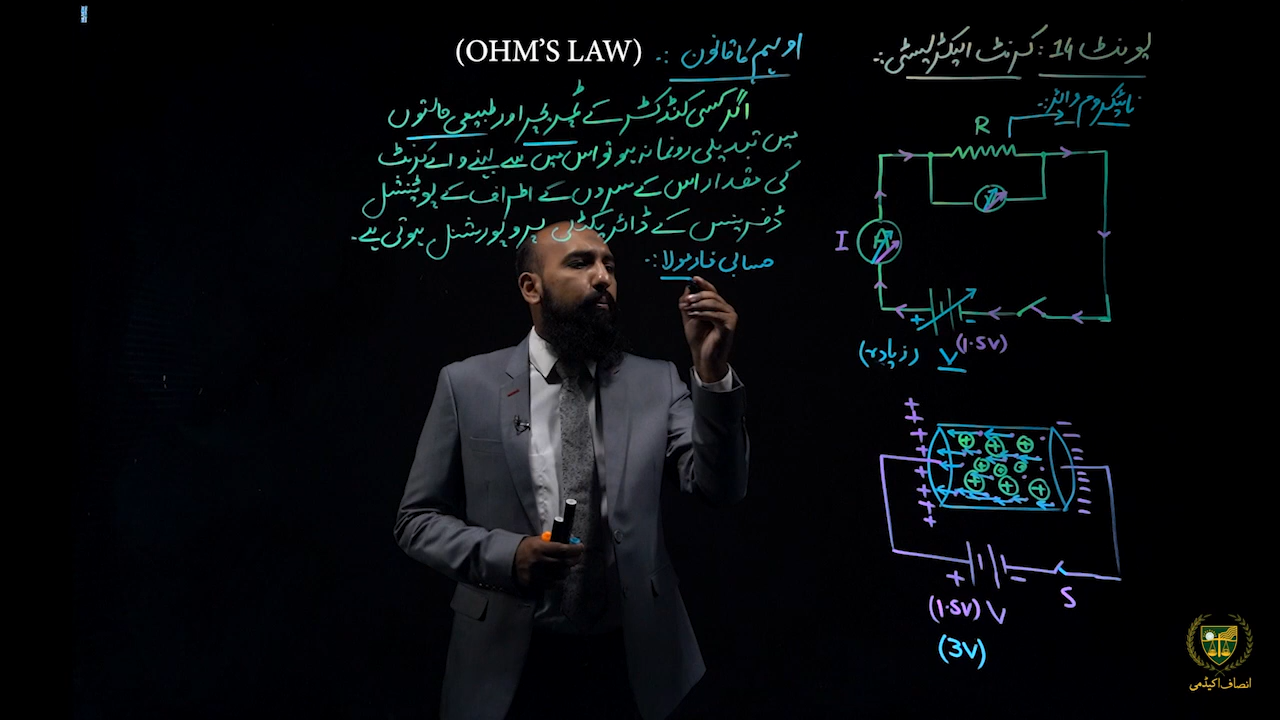 یونٹ 14: کرنٹ الیکٹریسٹی:.
اوہم کا قانون:. (OHM'S LAW)
اگر کسی کنڈکٹر کے ٹمپریچر اور طبیعی حالتوں
میں تبدیلی رونما نہ ہو تو اس میں سے بہنے والے کرنٹ
کی مقدار اس کے سروں کے اطراف کے پوٹینشل
ڈفرینس کے ڈائریکٹلی پروپورشنل ہوتی ہے۔
حسابی فارمولا:.
نائیکروم وائر:.
R
V
I
A
+ -
(1.5V)
V
+ -
S
(1.5V) V
(3V)
انصاف اکیڈمی